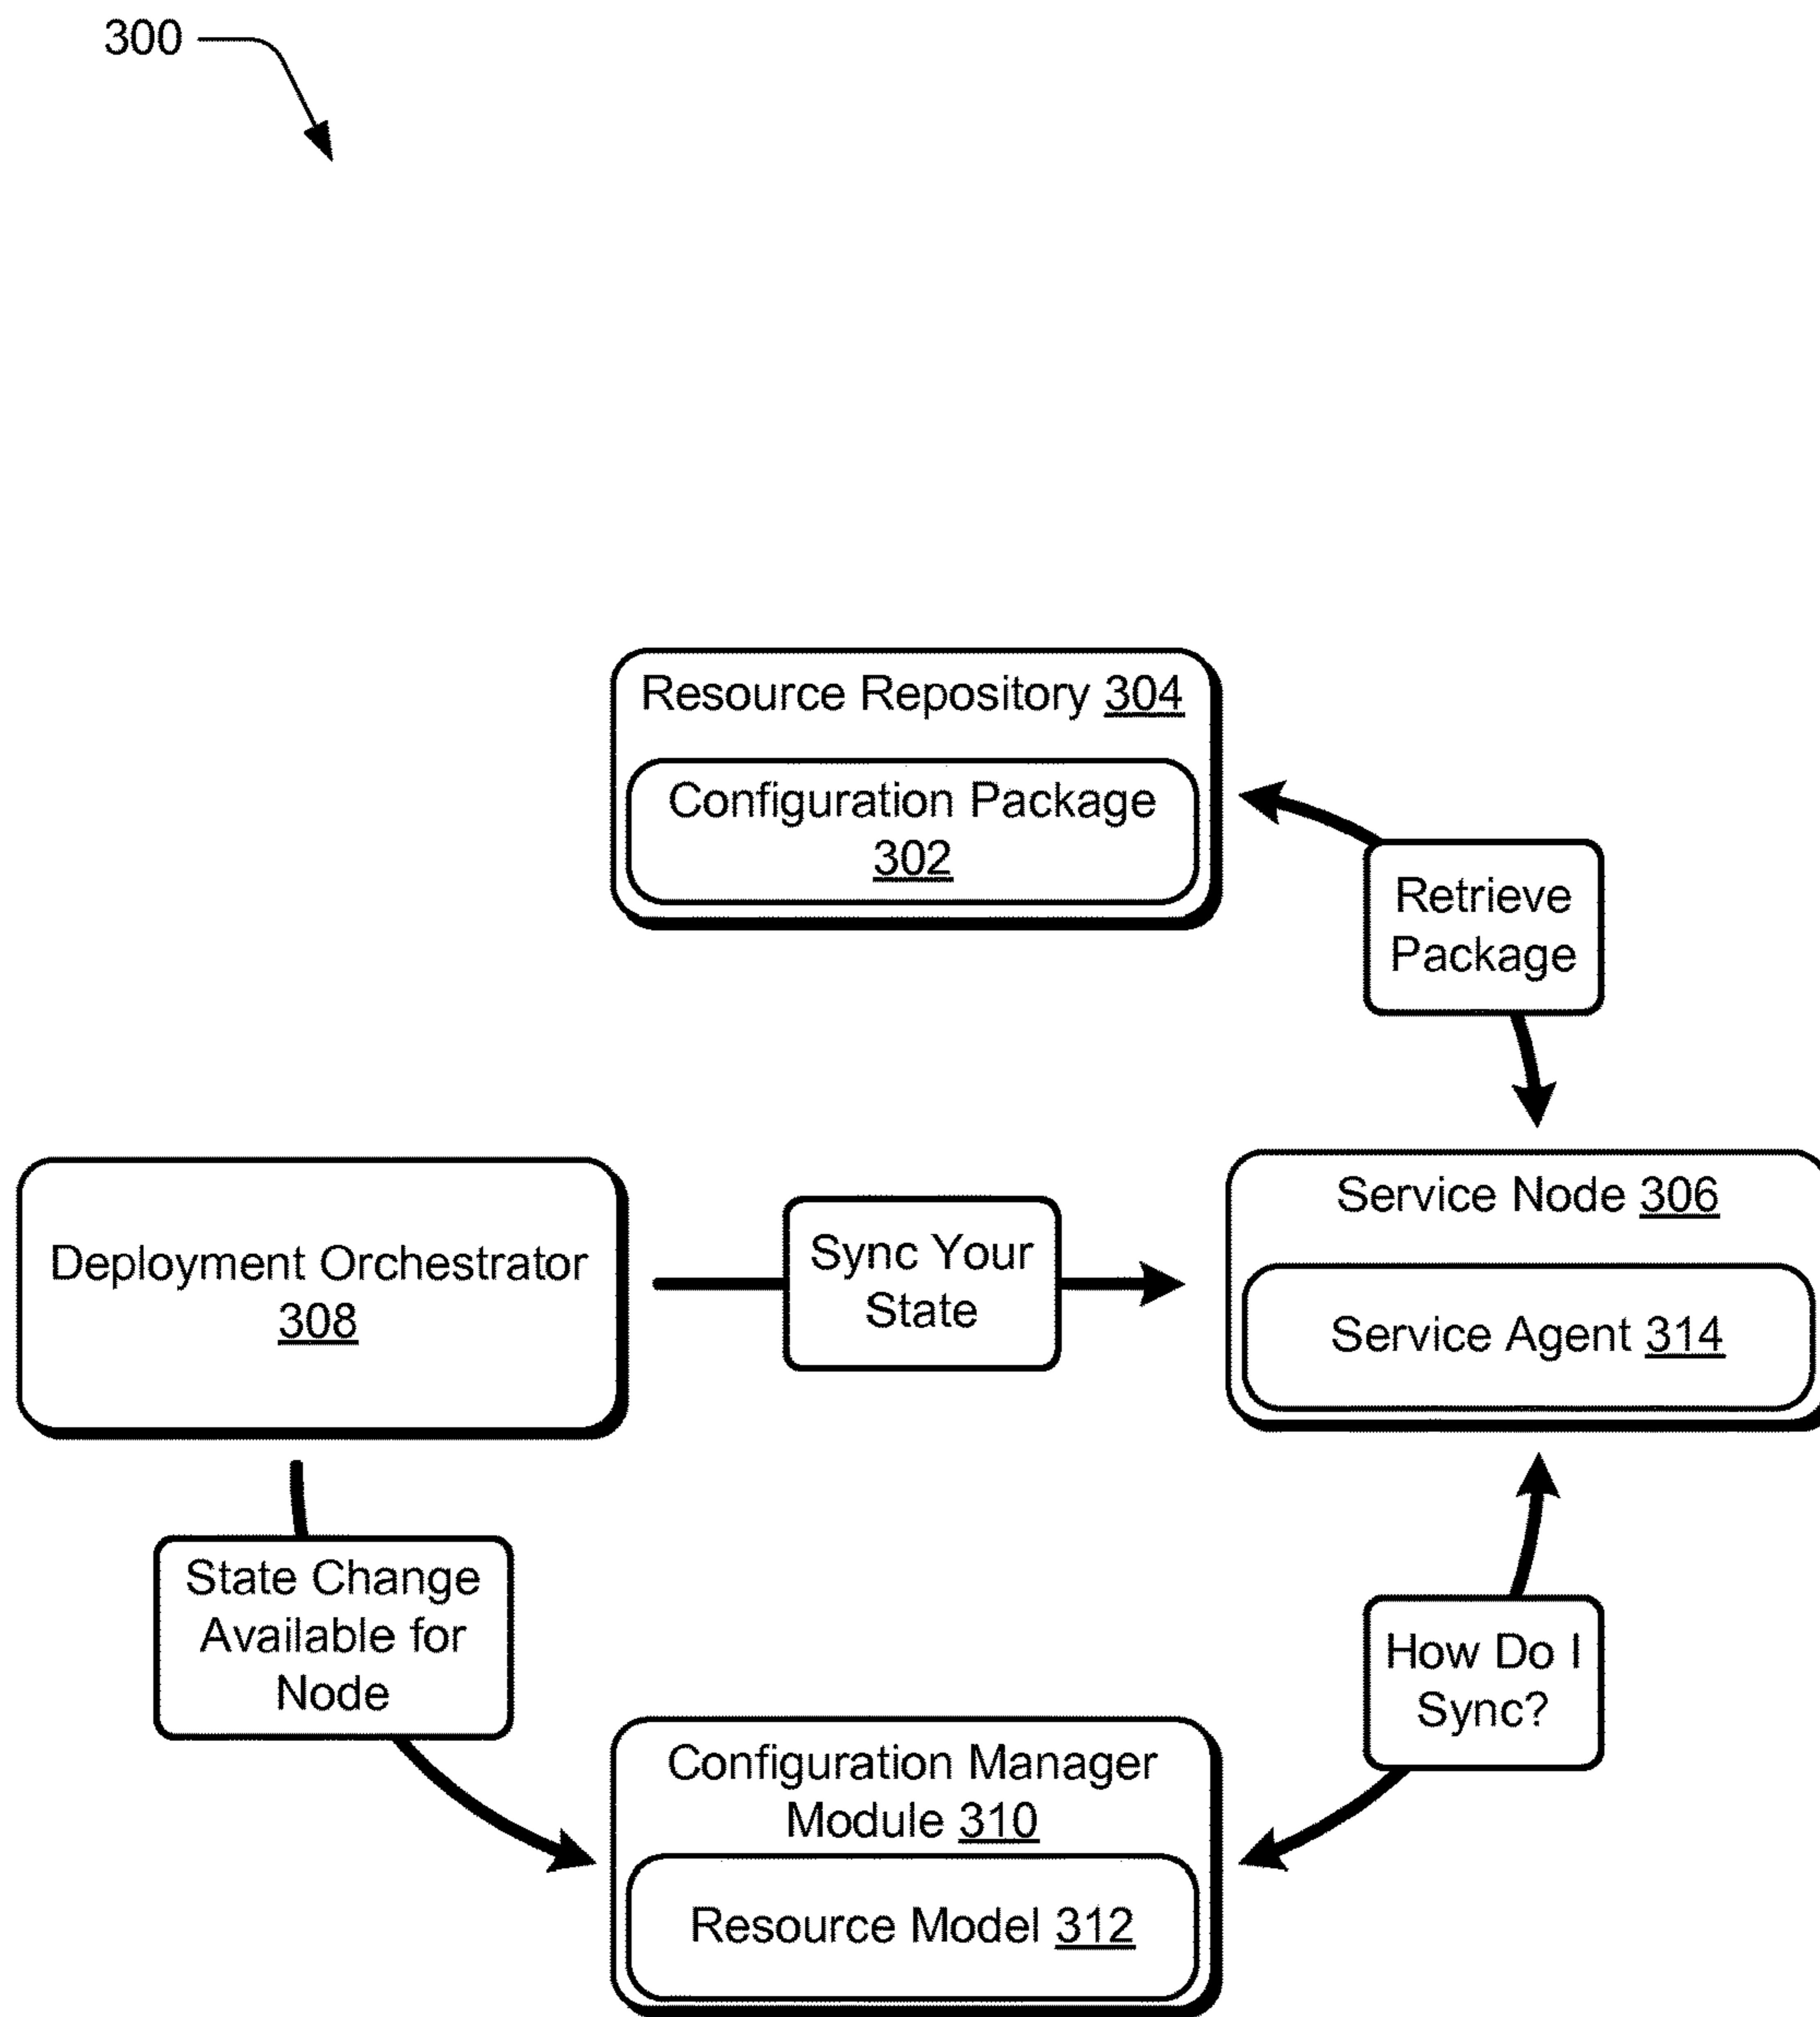 300
Resource Repository 304
Configuration Package
302
Retrieve
Package
Deployment Orchestrator
308
Sync Your
State
Service Node 306
Service Agent 314
State Change
Available for
Node
How Do I
Sync?
Configuration Manager
Module 310
Resource Model 312